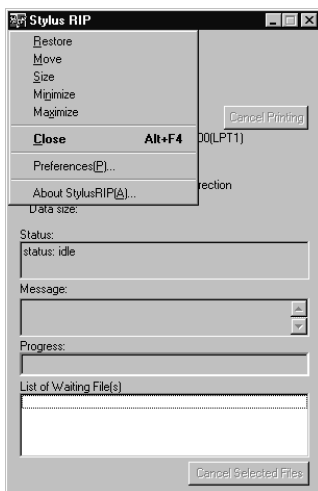 Stylus RIP
Restore
Move
Size
Minimize
Maximize
Close Alt+F4
Preferences(P)...
About StylusRIP(A)...
Cancel Printing
00(LPT1)
rection
Data size:
Status:
status: idle
Message:
Progress:
List of Waiting File(s)
Cancel Selected Files